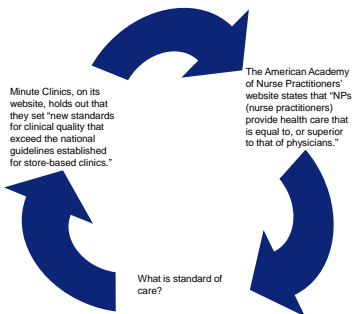 Minute Clinics, on its
website, holds out that
they set “new standards
for clinical quality that
exceed the national
guidelines established
for store-based clinics.”
The American Academy
of Nurse Practitioners’
website states that “NPs
(nurse practitioners)
provide health care that
is equal to, or superior
to that of physicians.”
What is standard of
care?